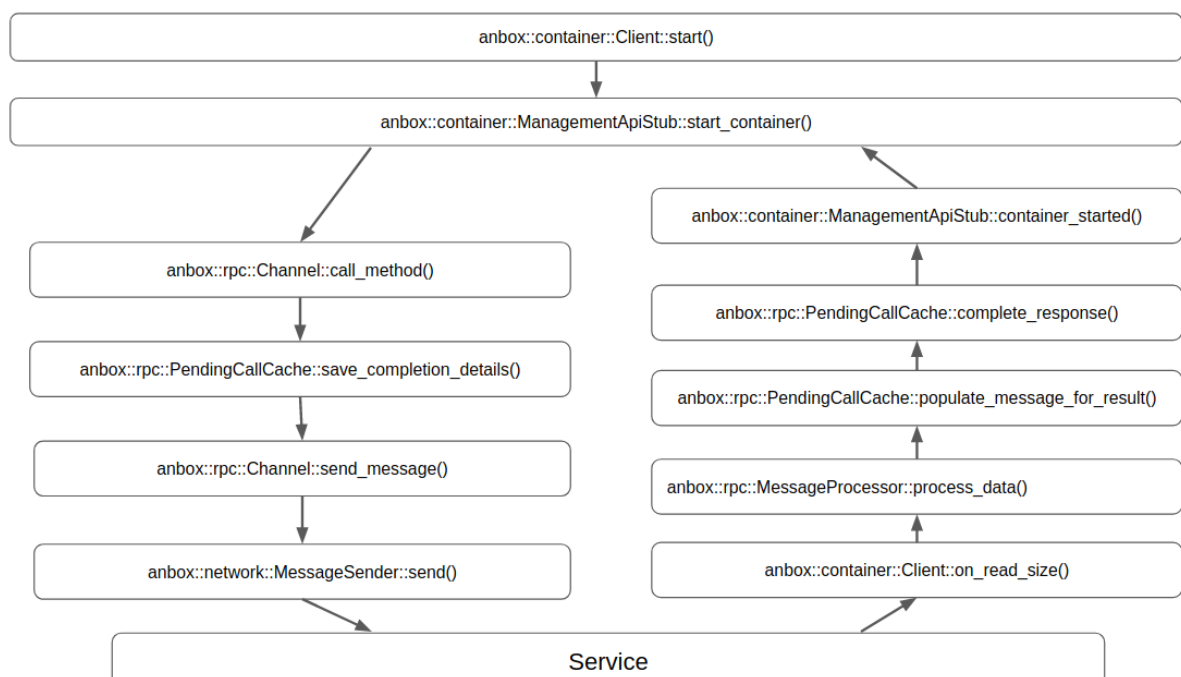 anbox::container::Client::start()
anbox::container::ManagementApiStub::start_container()
anbox::container::ManagementApiStub::container_started()
anbox::rpc::Channel::call_method()
anbox::rpc::PendingCallCache::complete_response()
anbox::rpc::PendingCallCache::save_completion_details()
anbox::rpc::PendingCallCache::populate_message_for_result()
anbox::rpc::Channel::send_message()
anbox::rpc::MessageProcessor::process_data()
anbox::network::MessageSender::send()
anbox::container::Client::on_read_size()
Service